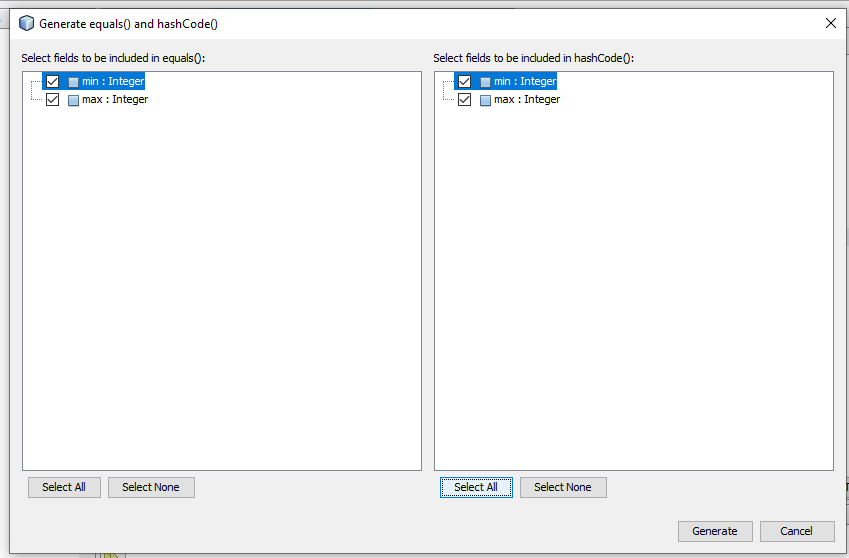 Generate equals() and hashCode()
Select fields to be included in equals():
min : Integer
max : Integer
Select All Select None
Select fields to be included in hashCode():
min : Integer
max : Integer
Select All Select None
Generate Cancel